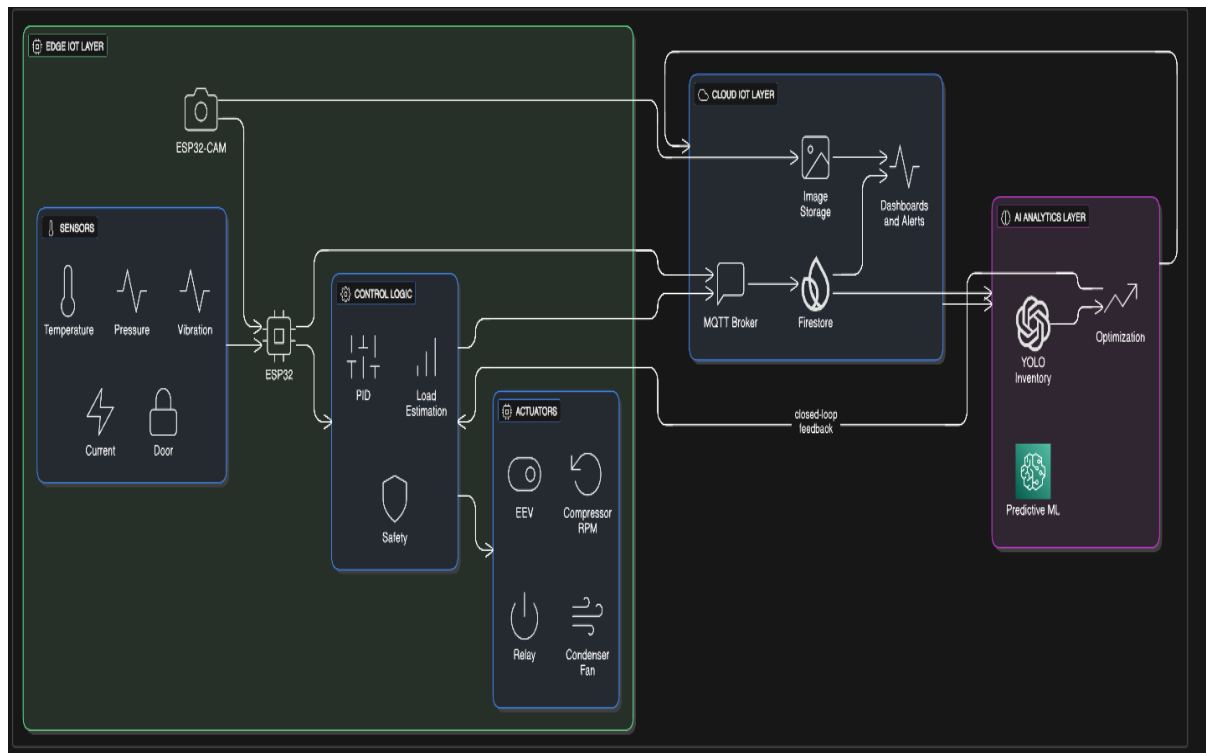 EDGE IOT LAYER
ESP32-CAM
SENSORS
Temperature
Pressure
Vibration
Current
Door
ESP32
CONTROL LOGIC
PID
Load
Estimation
Safety
ACTUATORS
EEV
Compressor
RPM
Relay
Condenser
Fan
CLOUD IOT LAYER
Image
Storage
Dashboards
and Alerts
MQTT Broker
Firestore
closed-loop
feedback
AI ANALYTICS LAYER
YOLO
Inventory
Optimization
Predictive ML